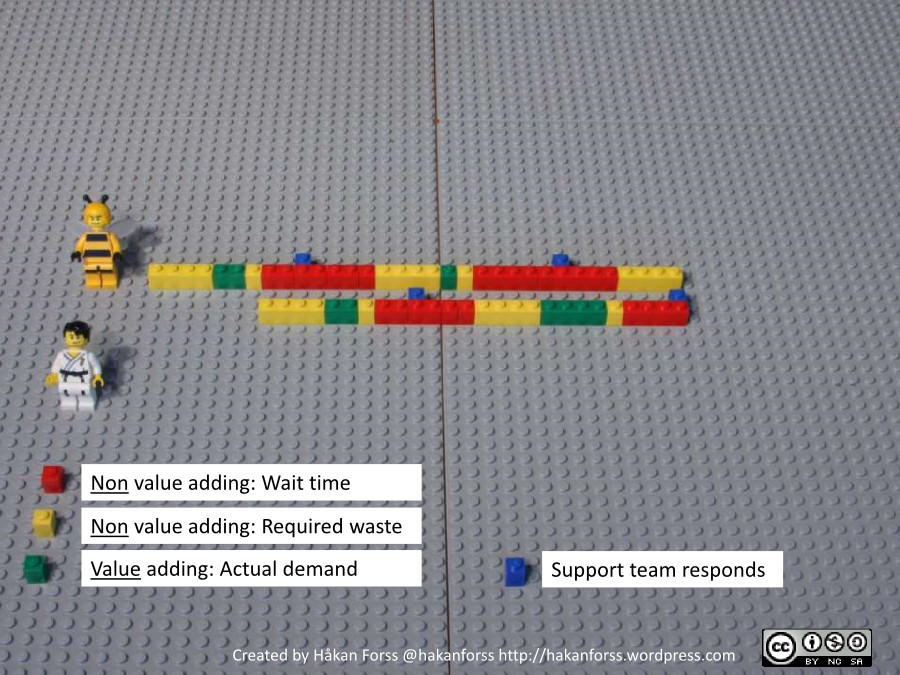 Non value adding: Wait time
Non value adding: Required waste
Value adding: Actual demand
Support team responds
Created by Håkan Forss @hakanforss http://hakanforss.wordpress.com
cc
BY NC SA